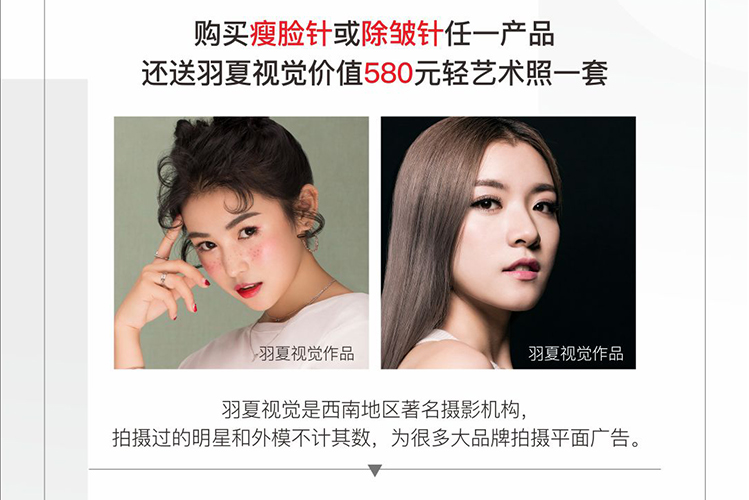 购买瘦脸针或除皱针任一产品
还送羽夏视觉价值580元轻艺术照一套
羽夏视觉作品
羽夏视觉作品
羽夏视觉是西南地区著名摄影机构，
拍摄过的明星和外模不计其数，为很多大品牌拍摄平面广告。